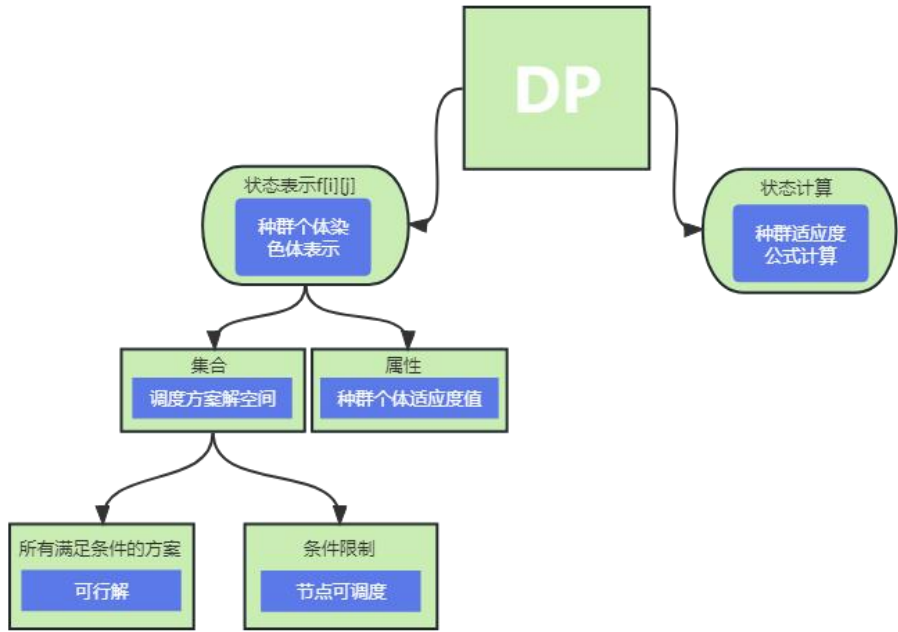 DP
状态表示f[i][j]
种群个体染
色体表示
状态计算
种群适应度
公式计算
集合
调度方案解空间
属性
种群个体适应度值
所有满足条件的方案
可行解
条件限制
节点可调度